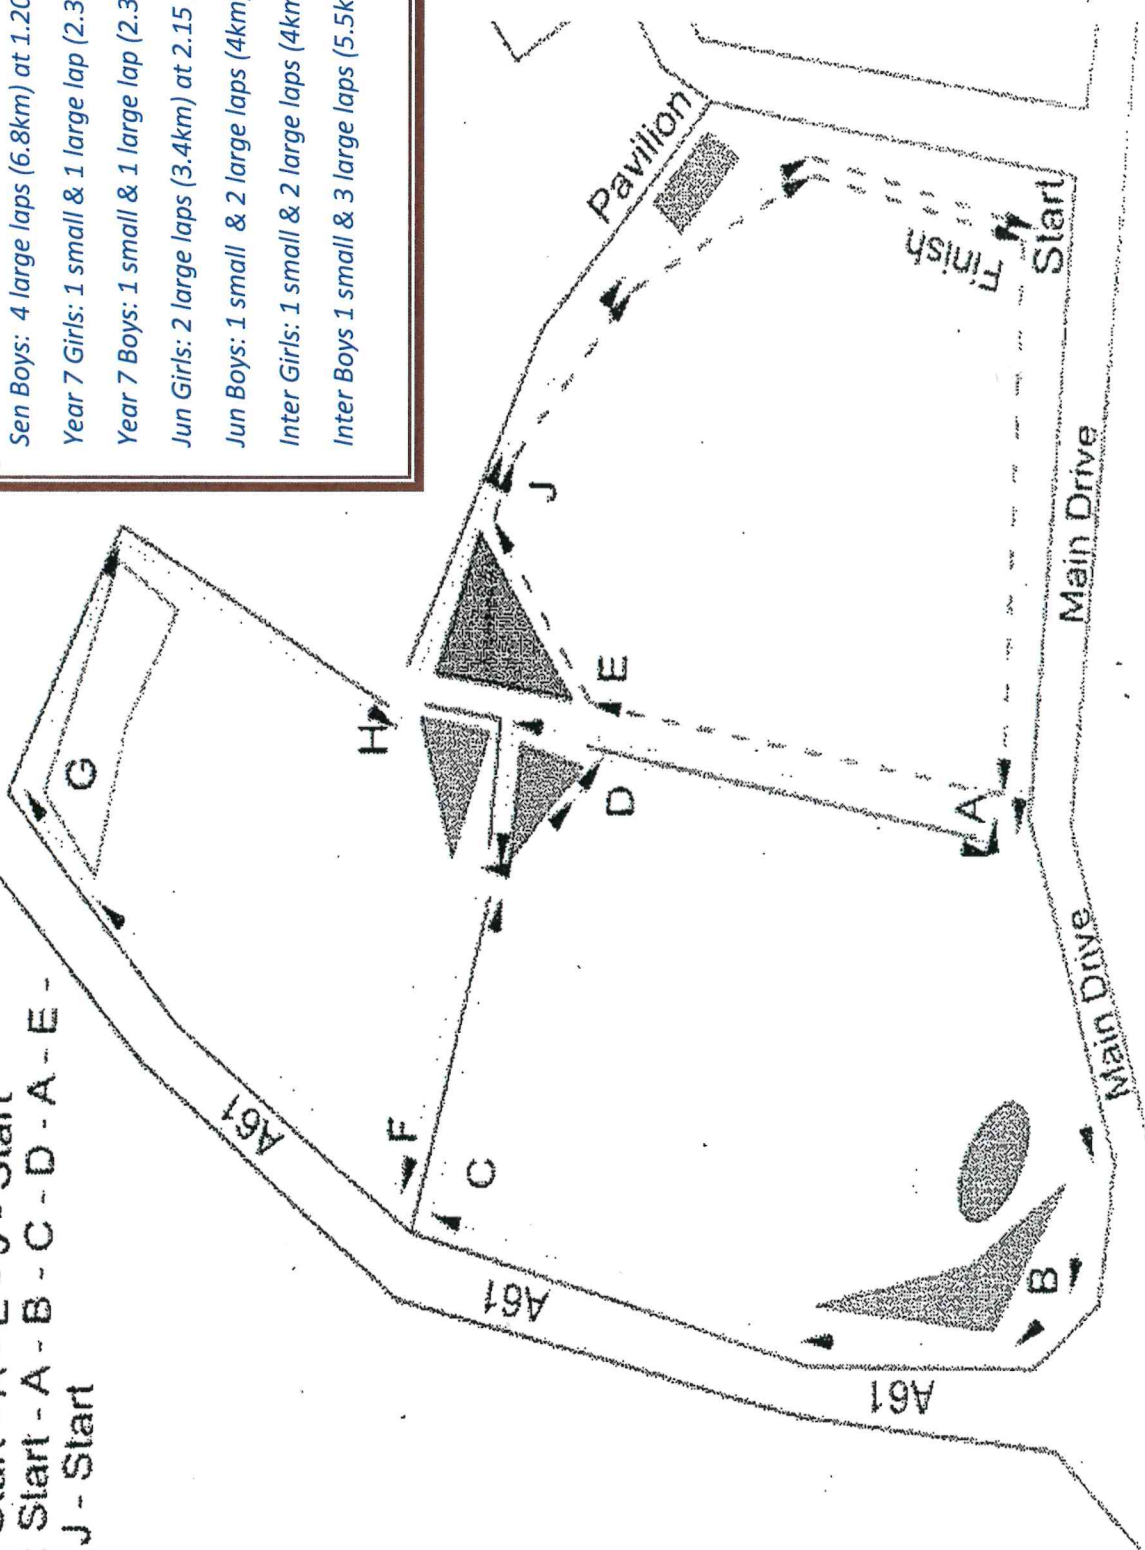 Start - A - B - C - D - A - E -
J - Start
Sen Boys: 4 large laps (6.8km) at 1.20
Year 7 Girls: 1 small & 1 large lap (2.3
Year 7 Boys: 1 small & 1 large lap (2.3
Jun Girls: 2 large laps (3.4km) at 2.15
Jun Boys: 1 small & 2 large laps (4km
Inter Girls: 1 small & 2 large laps (4km
Inter Boys 1 small & 3 large laps (5.5k
G
H
Pavilion
A61
F
C
J
E
D
A61
Finish
Start
A
B
A61
Main Drive
Main Drive